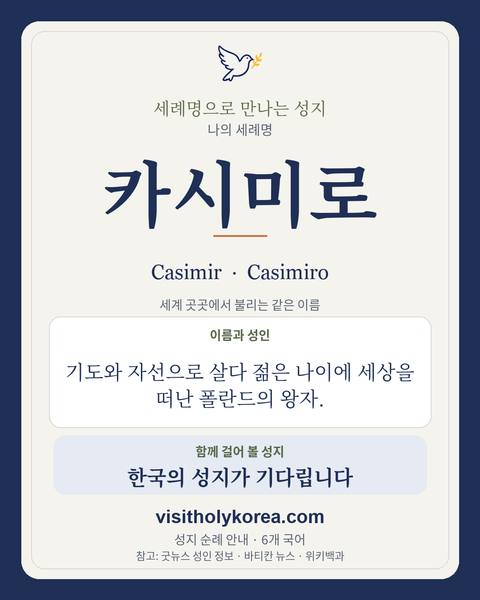 세례명으로 만나는 성지
나의 세례명
카시미로
Casimir · Casimiro
세계 곳곳에서 불리는 같은 이름
이름과 성인
기도와 자선으로 살다 젊은 나이에 세상을
떠난 폴란드의 왕자.
함께 걸어 볼 성지
한국의 성지가 기다립니다
visitholykorea.com
성지 순례 안내 · 6개 국어
참고: 굿뉴스 성인 정보 · 바티칸 뉴스 · 위키백과